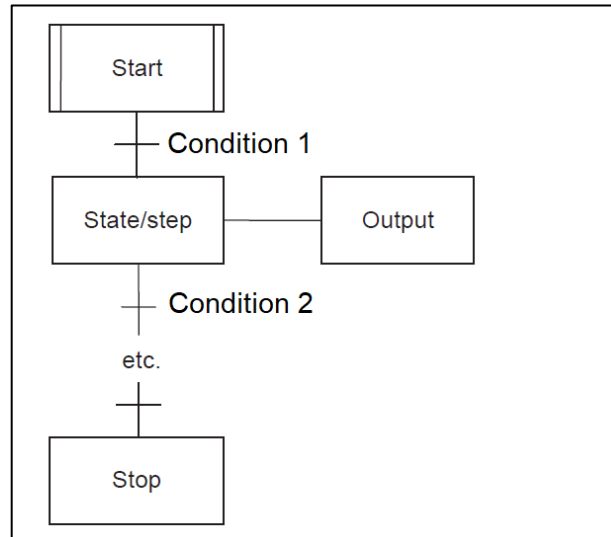 Start
Condition 1
State/step
Output
Condition 2
etc.
Stop